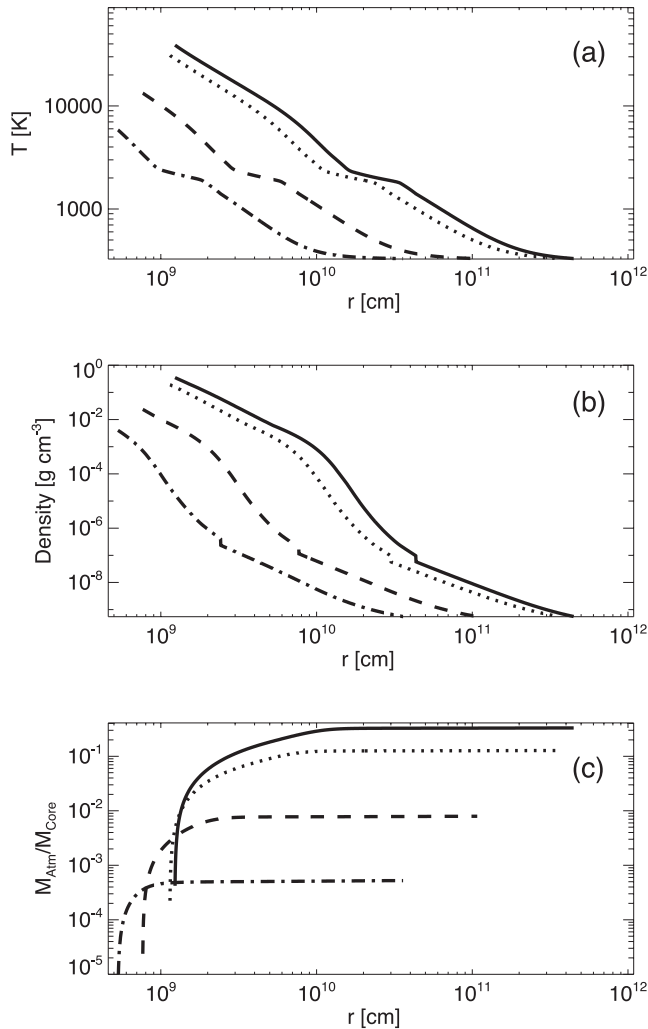 (a)
T [K]
10000
1000
10⁹
10¹⁰
10¹¹
10¹²
r [cm]
(b)
Density [g cm⁻³]
10⁰
10⁻²
10⁻⁴
10⁻⁶
10⁻⁸
10⁹
10¹⁰
10¹¹
10¹²
r [cm]
(c)
M_Atm/M_Core
10⁻¹
10⁻²
10⁻³
10⁻⁴
10⁻⁵
10⁹
10¹⁰
10¹¹
10¹²
r [cm]